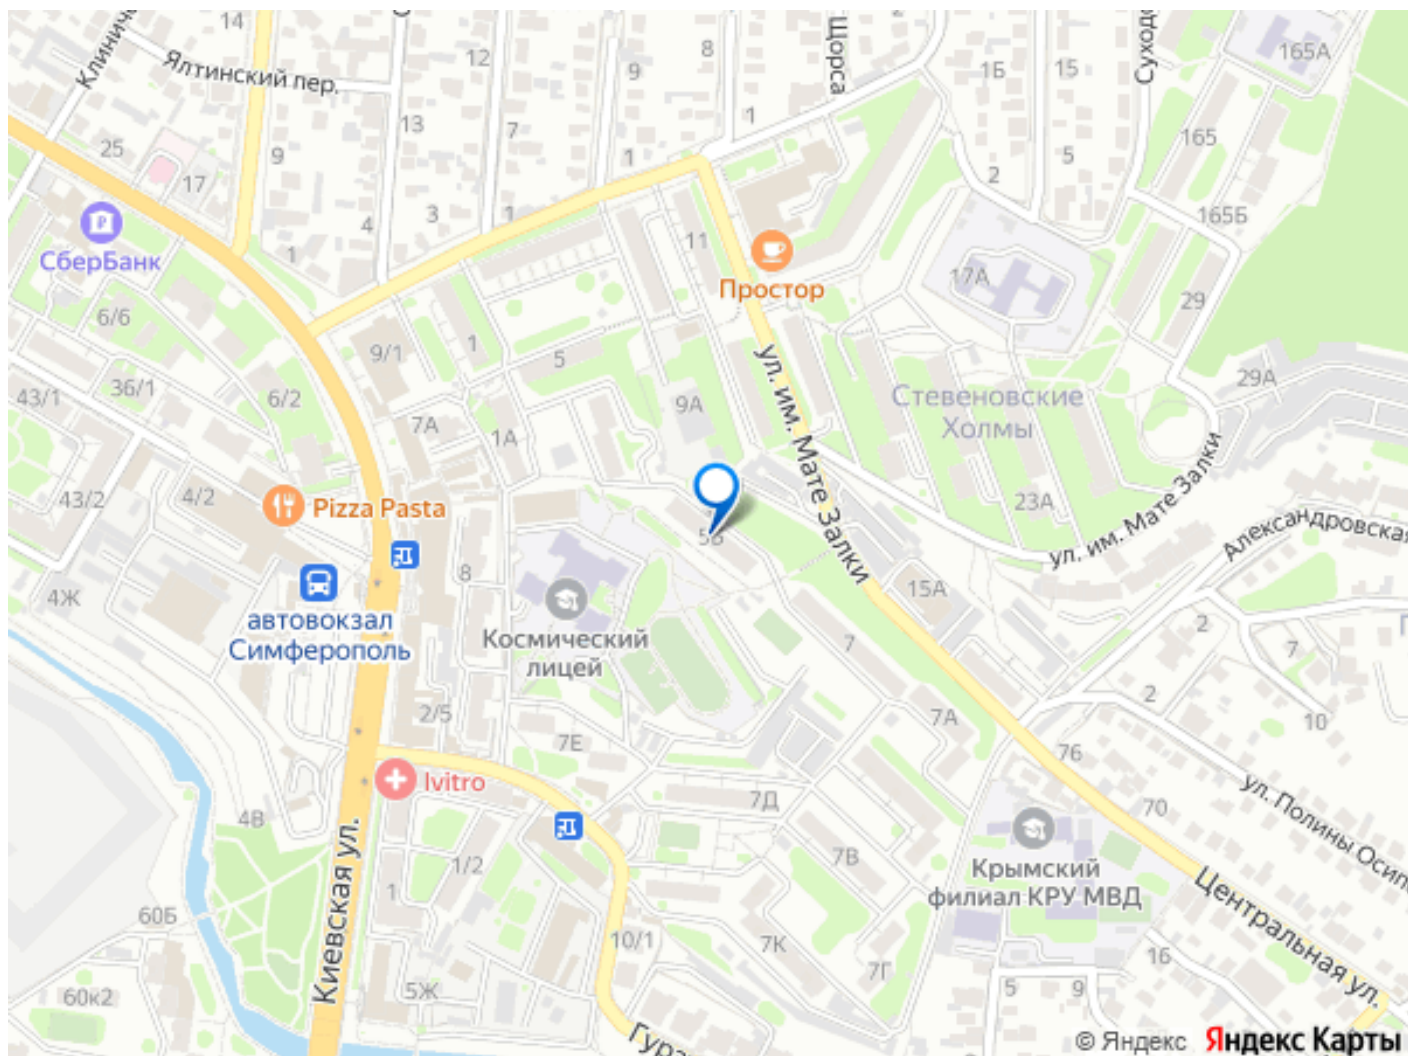 14
Клинич
Ялтинский пер.
12
9
8
Щорса
1Б
15
Суходо
165А
13
7
1
25
9
17
1
5
165
4
3
1
2
165Б
СберБанк
1
11
Простор
17А
29
6/6
9/1
1
5
ул. им. Мате Залки
Стевеновские
Холмы
29А
43/1
36/1
6/2
7А
1А
9А
43/2
4/2
Pizza Pasta
23А
ул. им. Мате Залки
Александровская
5В
4Ж
автовокзал
Симферополь
8
Космический
лицей
15А
7
2
7
2/5
7Е
7А
2
10
76
Ivitro
7Д
70
ул. Полины Осип
4В
1/2
1
7В
Крымский
филиал КРУ МВД
Киевская ул.
60Б
10/1
7К
7Г
16
Центральная ул.
60к2
5Ж
5
9
Гурз
© Яндекс Яндекс Карты